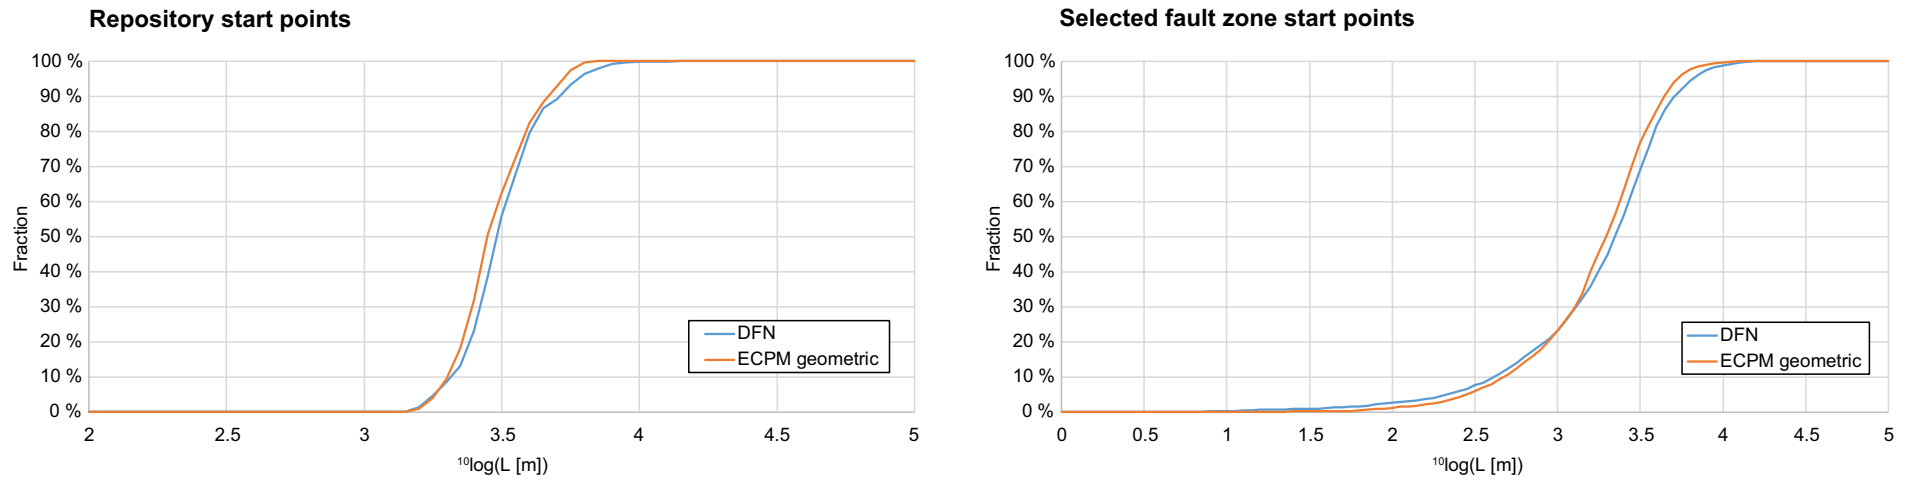 Repository start points
100 %
90 %
80 %
70 %
60 %
50 %
40 %
30 %
20 %
10 %
0 %
Fraction
2 2.5 3 3.5 4 4.5 5
10log(L [m])
DFN
ECPM geometric
Selected fault zone start points
100 %
90 %
80 %
70 %
60 %
50 %
40 %
30 %
20 %
10 %
0 %
Fraction
0 0.5 1 1.5 2 2.5 3 3.5 4 4.5 5
10log(L [m])
DFN
ECPM geometric